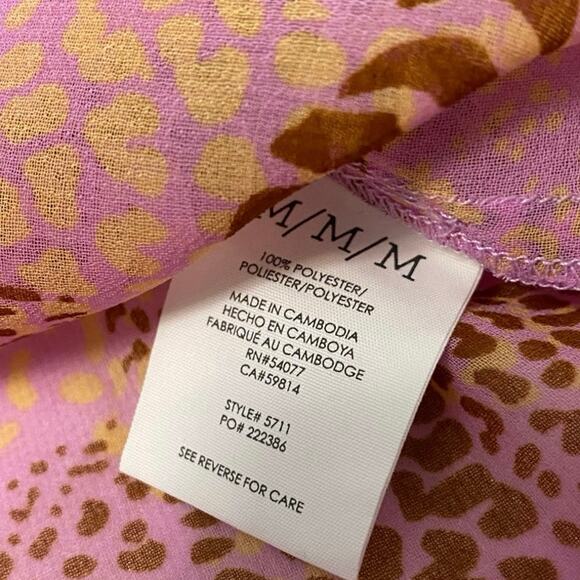 M/M/M
100% POLYESTER/
POLIESTER/POLYESTER
MADE IN CAMBODIA
HECHO EN CAMBOYA
FABRIQUÉ AU CAMBODGE
RN#54077
CA#59814
STYLE# 5711
PO# 222386
SEE REVERSE FOR CARE